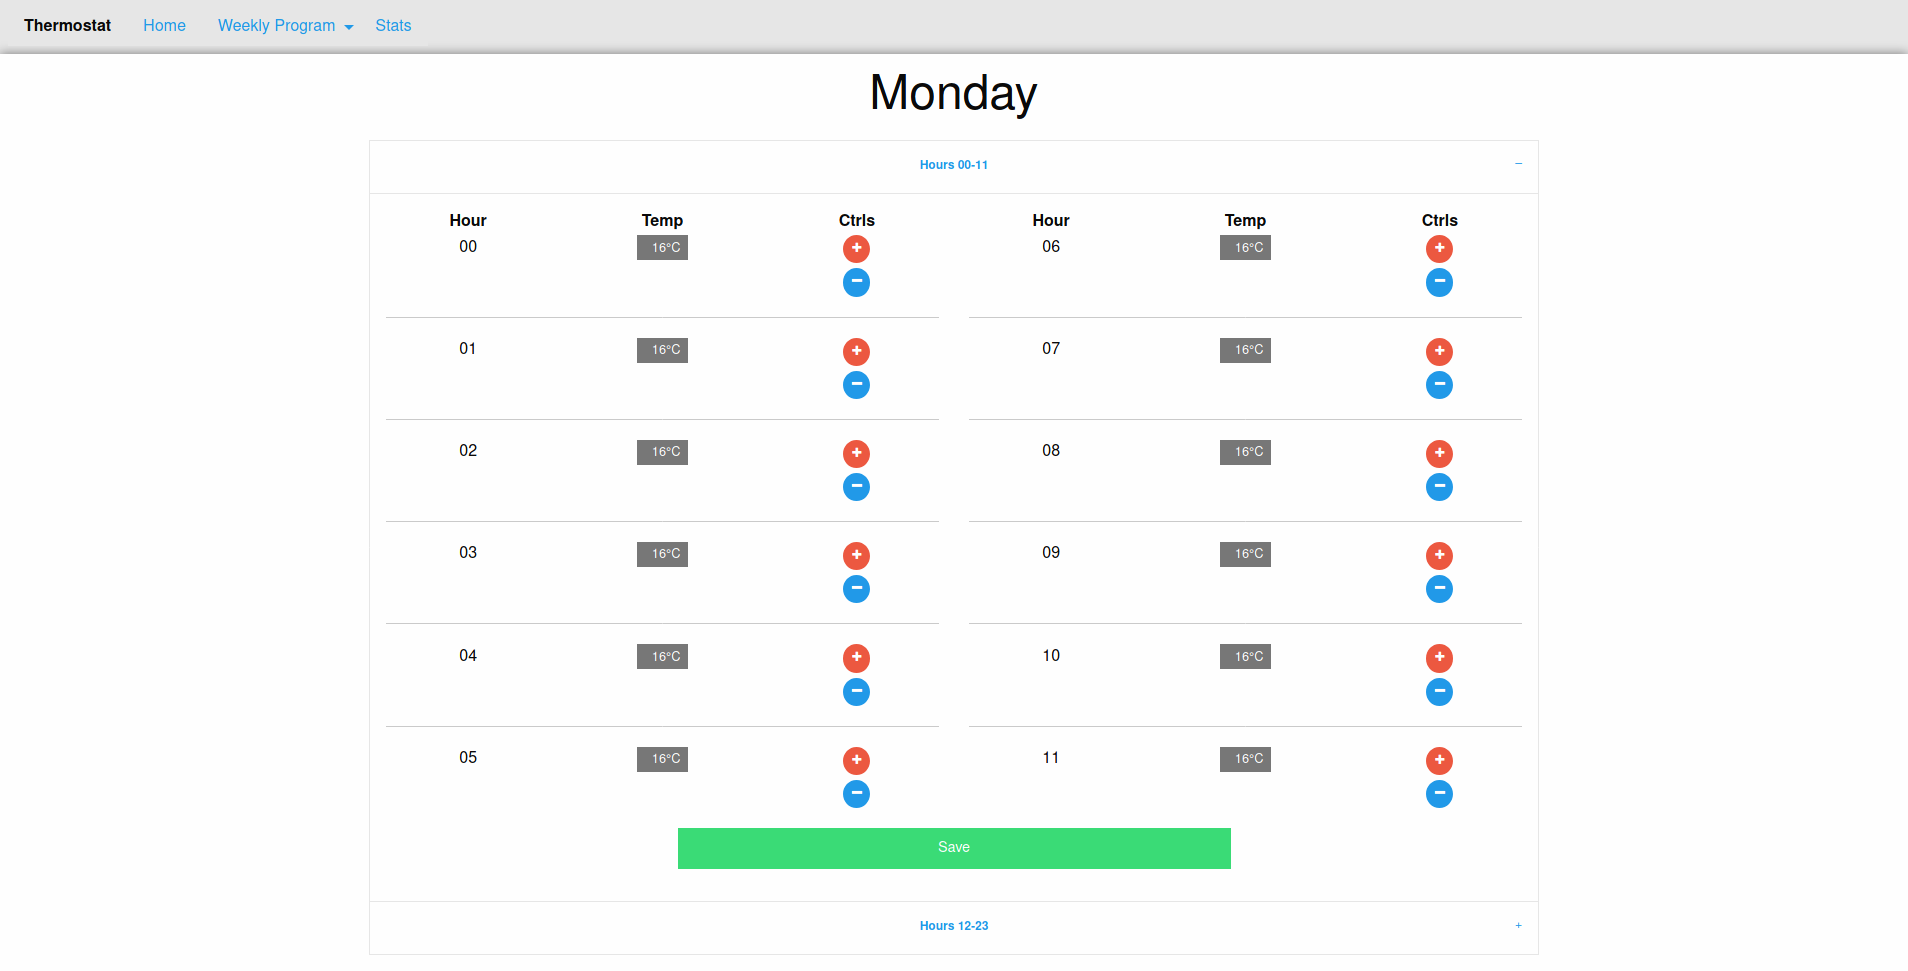 Thermostat Home Weekly Program Stats
Monday
Hours 00-11 −
Hour Temp Ctrls Hour Temp Ctrls
00 16°C + 06 16°C +
− −
01 16°C + 07 16°C +
− −
02 16°C + 08 16°C +
− −
03 16°C + 09 16°C +
− −
04 16°C + 10 16°C +
− −
05 16°C + 11 16°C +
− −
Save
Hours 12-23 +